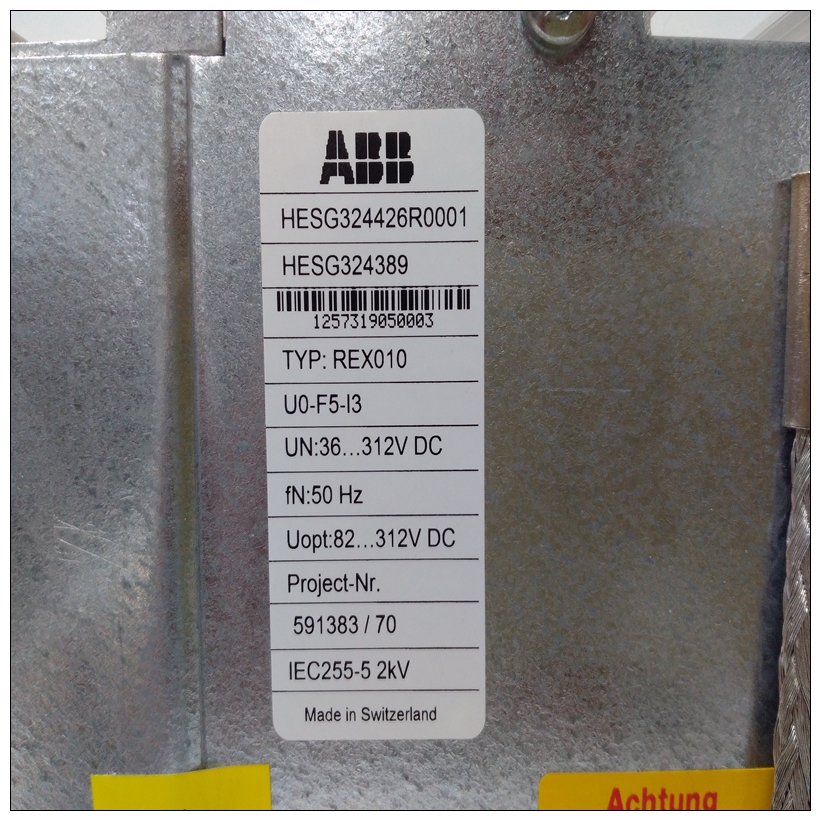 ABB
HESG324426R0001
HESG324389
1257319050003
TYP: REX010
U0-F5-I3
UN:36...312V DC
fN:50 Hz
Uopt:82...312V DC
Project-Nr.
591383 / 70
IEC255-5 2kV
Made in Switzerland
Achtung